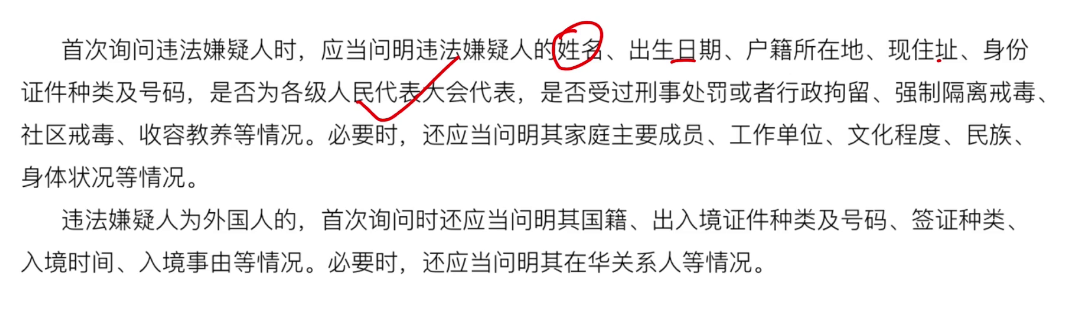 首次询问违法嫌疑人时，应当问明违法嫌疑人的姓名、出生日期、户籍所在地、现住址、身份
证件种类及号码，是否为各级人民代表大会代表，是否受过刑事处罚或者行政拘留、强制隔离戒毒、
社区戒毒、收容教养等情况。必要时，还应当问明其家庭主要成员、工作单位、文化程度、民族、
身体状况等情况。
违法嫌疑人为外国人的，首次询问时还应当问明其国籍、出入境证件种类及号码、签证种类、
入境时间、入境事由等情况。必要时，还应当问明其在华关系人等情况。